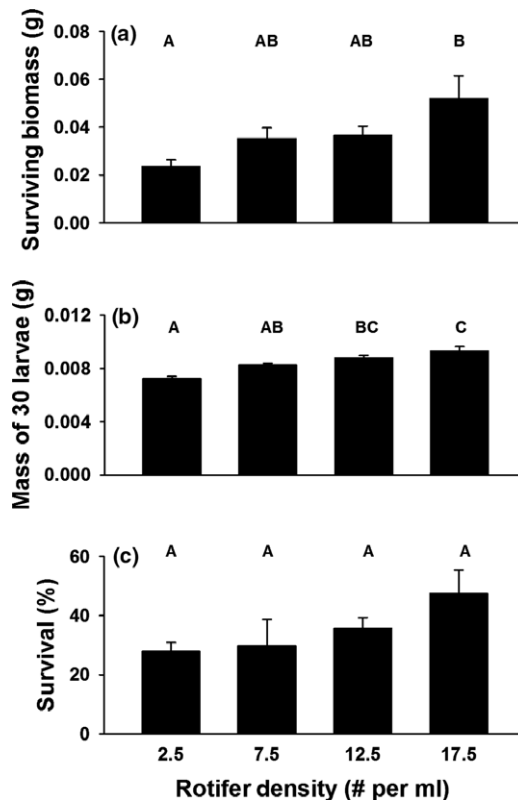 (a)
A AB AB B
0.08
0.06
0.04
0.02
0.00
Surviving biomass (g)
(b)
A AB BC C
0.012
0.008
0.004
0.000
Mass of 30 larvae (g)
(c)
A A A A
60
40
20
0
Survival (%)
2.5 7.5 12.5 17.5
Rotifer density (# per ml)